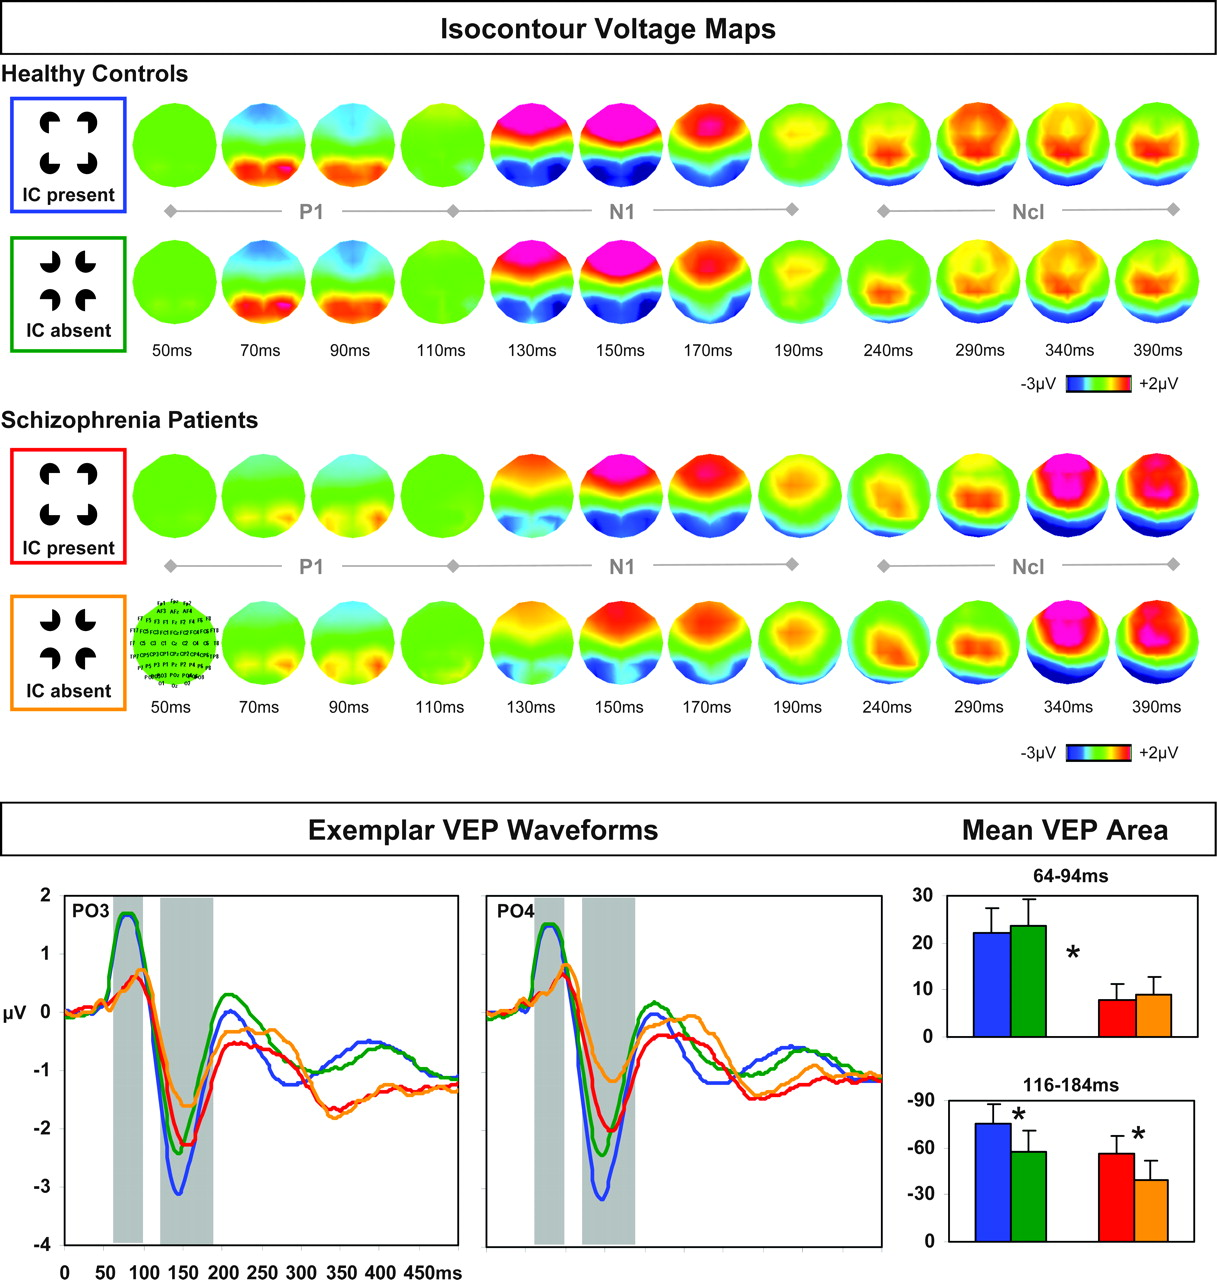 Isocontour Voltage Maps
Healthy Controls
IC present
P1 N1 Ncl
IC absent
50ms 70ms 90ms 110ms 130ms 150ms 170ms 190ms 240ms 290ms 340ms 390ms
-3µV +2µV
Schizophrenia Patients
IC present
P1 N1 Ncl
IC absent
50ms 70ms 90ms 110ms 130ms 150ms 170ms 190ms 240ms 290ms 340ms 390ms
-3µV +2µV
Exemplar VEP Waveforms Mean VEP Area
PO3
2
1
0
-1
-2
-3
-4
µV
0 50 100 150 200 250 300 350 400 450ms
PO4
64-94ms
30
20
10
0
*
116-184ms
-90
-60
-30
0
* *